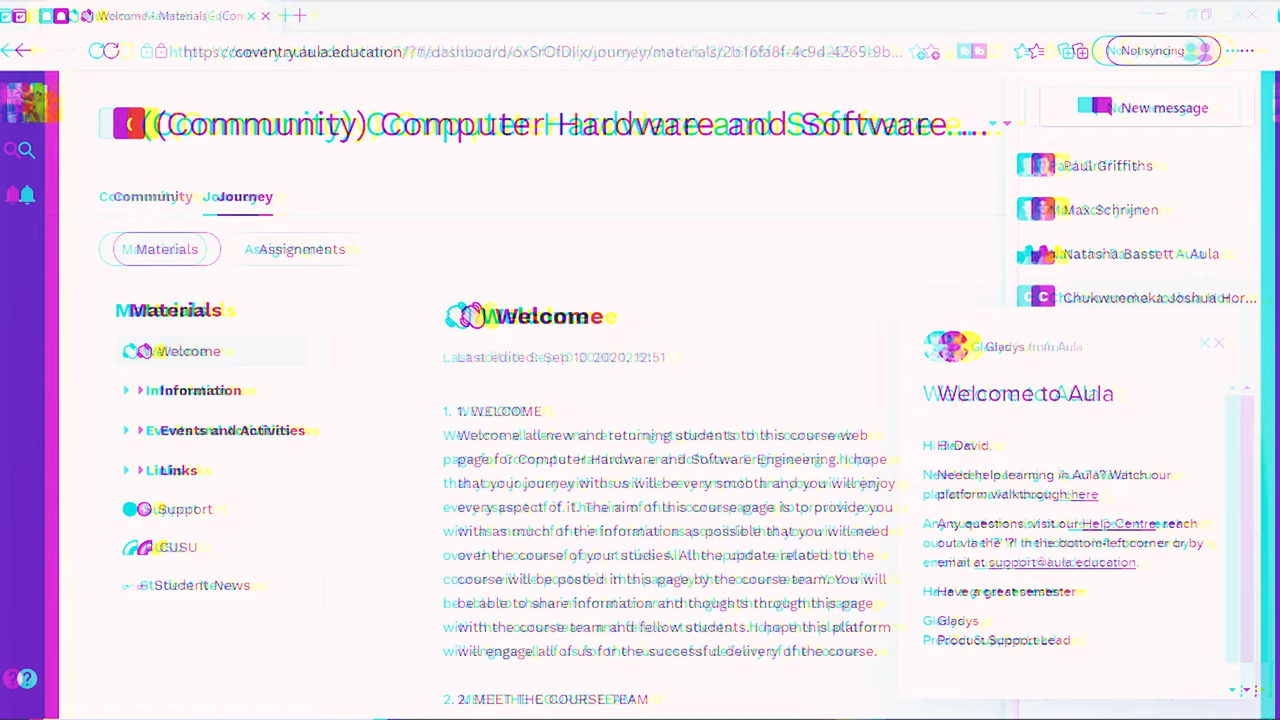 Welcome - Materials - (Com
https://coventry.aula.education/?#/dashboard/
Not syncing
(Community) Computer Hardware and Software...
New message
Community Journey
Paul Griffiths
Max Schrijnen
Materials Assignments
Natasha Bassett - Aula
Chukwuemeka Joshua Hor...
Materials
Welcome
Information
Events and Activities
Links
Support
CUSU
Student News
Welcome
Last edited: Sep 10 2020, 12:51
1. WELCOME
Welcome all new and returning students to this course web
page for Computer Hardware and Software Engineering. I hope
that your journey with us will be very smooth and you will enjoy
every aspect of it. The aim of this course page is to provide you
with as much of the information as possible that you will need
over the course of your studies. All the update related to the
course will be posted in this page by the course team. You will
be able to share information and thoughts through this page
with the course team and fellow students. I hope this platform
will engage all of us for the successful delivery of the course.
2. MEET THE COURSE TEAM
Gladys from Aula
Welcome to Aula
Hi David,
Need help learning in Aula? Watch our
platform walkthrough here
Any questions, visit our Help Centre, reach
out via the '?' in the bottom-left corner or by
email at support@aula.education.
Have a great semester
Gladys
Product Support Lead